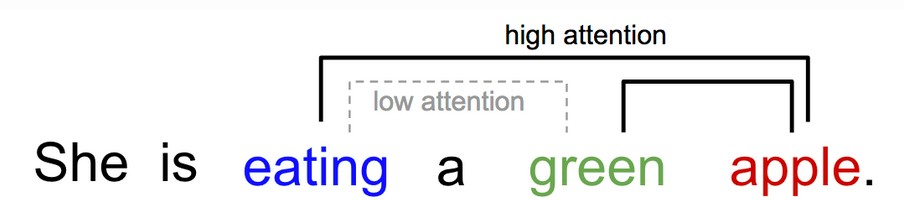 high attention
low attention
She is eating a green apple.